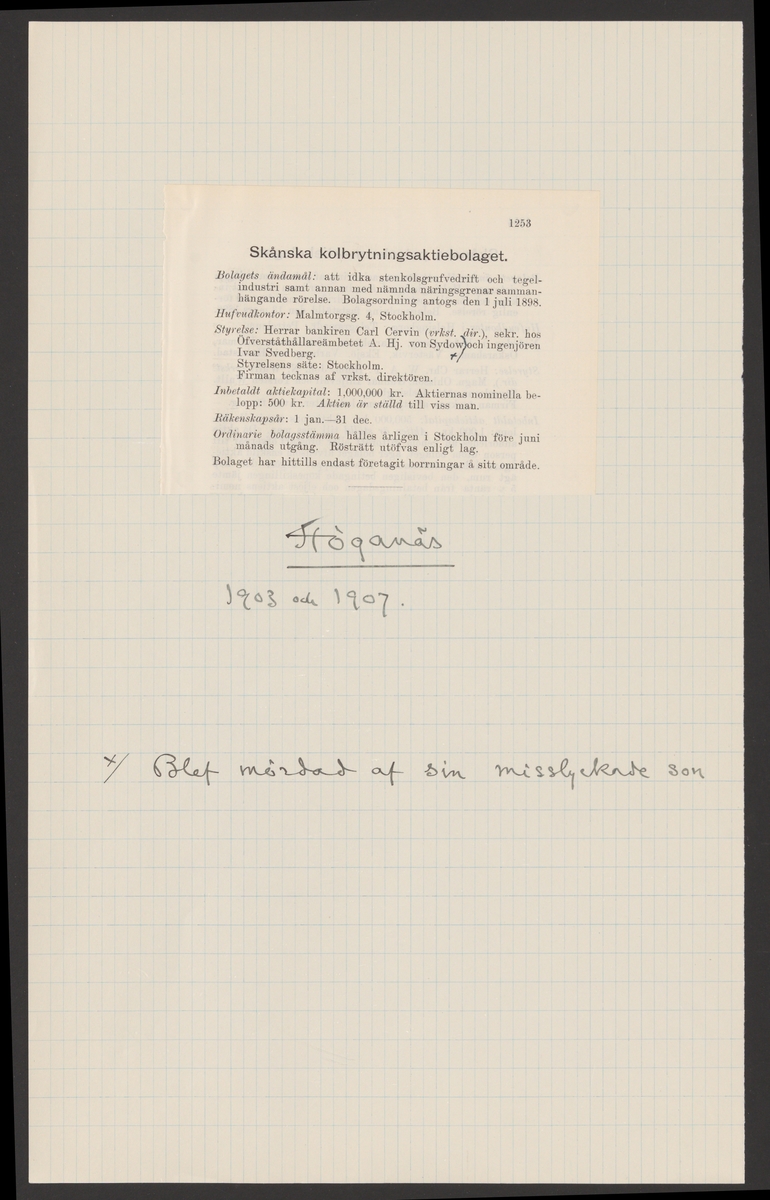 1253
Skånska kolbrytningsaktiebolaget.
Bolagets ändamål: att idka stenkolsgrufvedrift och tegel-
industri samt annan med nämnda näringsgrenar samman-
hängande rörelse. Bolagsordning antogs den 1 juli 1898.
Hufvudkontor: Malmtorgsg. 4, Stockholm.
Styrelse: Herrar bankiren Carl Cervin (vrkst. dir.), sekr. hos
Öfverståthållareämbetet A. Hj. von Sydow och ingenjören
Ivar Svedberg. x/
Styrelsens säte: Stockholm.
Firman tecknas af vrkst. direktören.
Inbetaldt aktiekapital: 1,000,000 kr. Aktiernas nominella be-
lopp: 500 kr. Aktien är ställd till viss man.
Räkenskapsår: 1 jan.—31 dec.
Ordinarie bolagsstämma hålles årligen i Stockholm före juni
månads utgång. Rösträtt utöfvas enligt lag.
Bolaget har hittills endast företagit borrningar å sitt område.
Höganäs
1903 och 1907.
x/ Blef mördad af sin misslyckade son